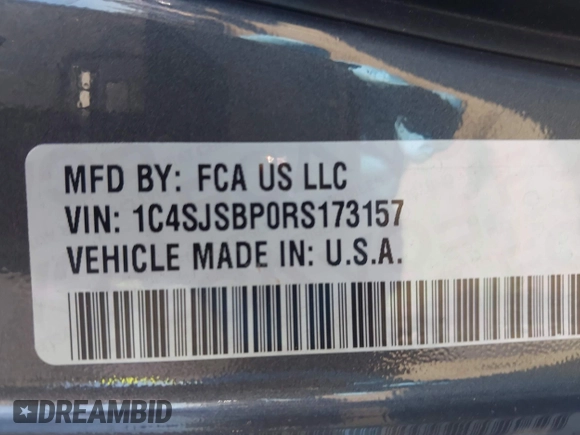 MFD BY: FCA US LLC
VIN: 1C4SJSBP0RS173157
VEHICLE MADE IN: U.S.A.
DREAMBID